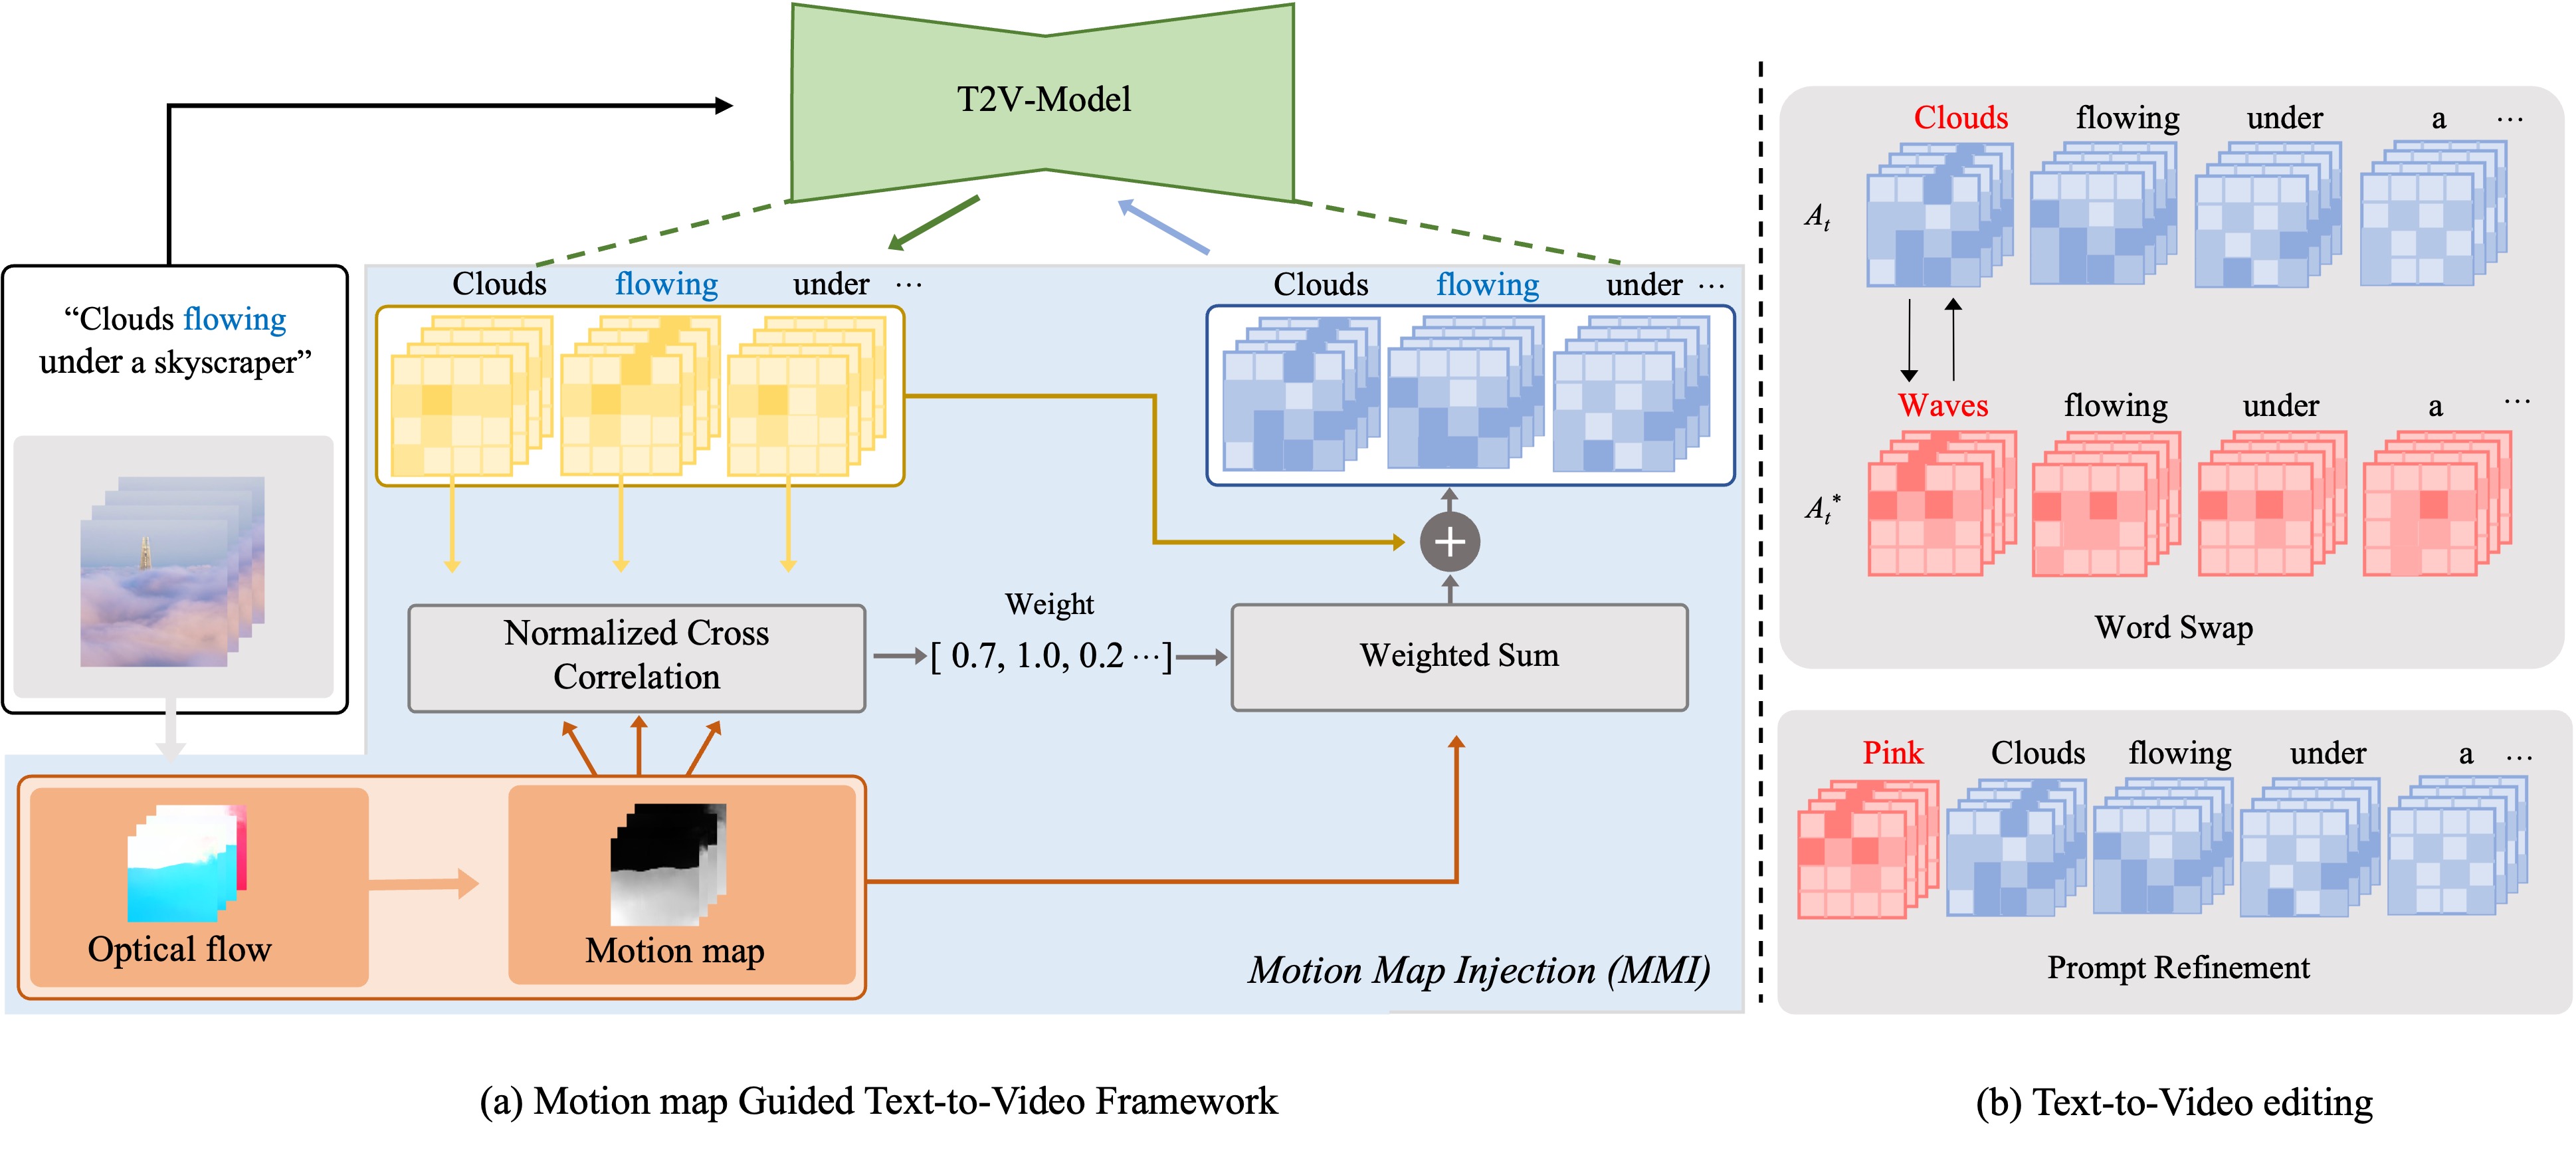 T2V-Model
“Clouds flowing
under a skyscraper”
Clouds flowing under ...
Clouds flowing under ...
Normalized Cross
Correlation
Weight
[ 0.7, 1.0, 0.2 ...]
Weighted Sum
Optical flow
Motion map
Motion Map Injection (MMI)
(a) Motion map Guided Text-to-Video Framework
Clouds flowing under a ...
At
Waves flowing under a ...
At*
Word Swap
Pink Clouds flowing under a ...
Prompt Refinement
(b) Text-to-Video editing